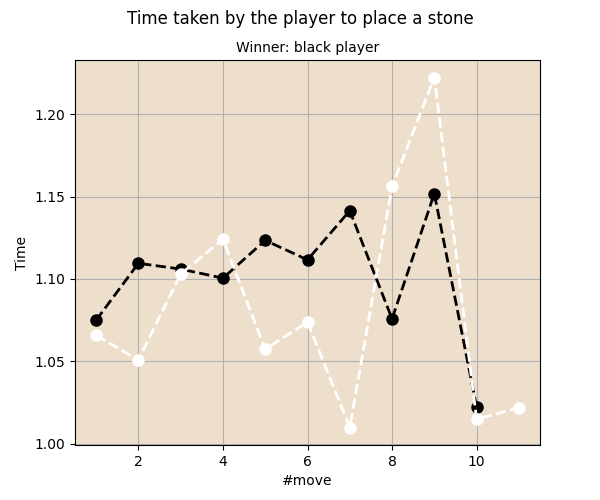 Time taken by the player to place a stone
Winner: black player
1.20
1.15
1.10
1.05
1.00
Time
2 4 6 8 10
#move